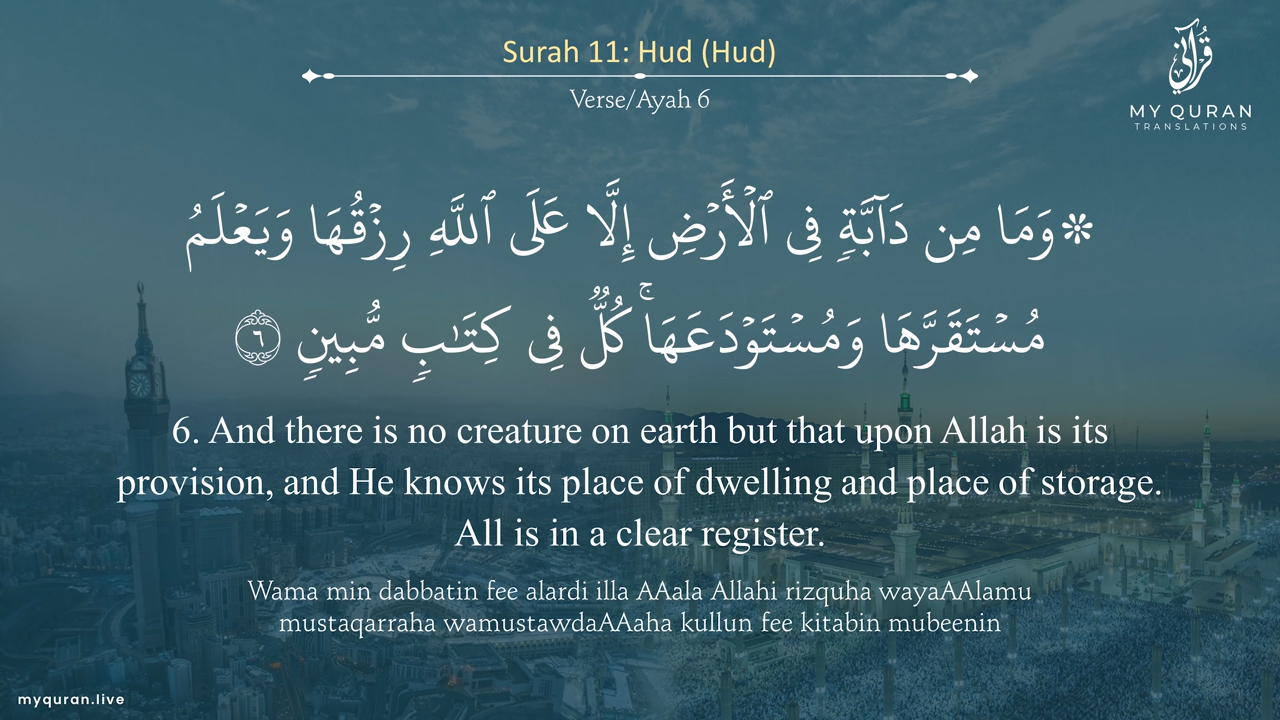 Surah 11: Hud (Hud)
Verse/Ayah 6
قرآني
MY QURAN
TRANSLATIONS
۞وَمَا مِن دَآبَّةٍۢ فِى ٱلْأَرْضِ إِلَّا عَلَى ٱللَّهِ رِزْقُهَا وَيَعْلَمُ
مُسْتَقَرَّهَا وَمُسْتَوْدَعَهَا ۚ كُلٌّۭ فِى كِتَـٰبٍۢ مُّبِينٍۢ ٦
6. And there is no creature on earth but that upon Allah is its
provision, and He knows its place of dwelling and place of storage.
All is in a clear register.
Wama min dabbatin fee alardi illa AAala Allahi rizquha wayaAAlamu
mustaqarraha wamustawdaAAaha kullun fee kitabin mubeenin
myquran.live